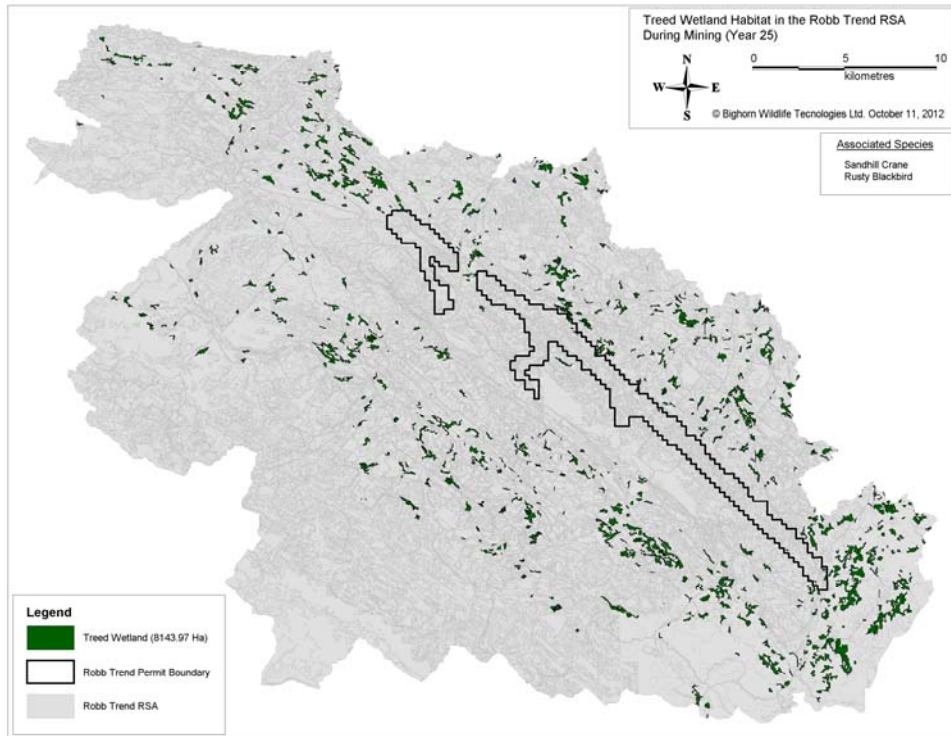 Treed Wetland Habitat in the Robb Trend RSA
During Mining (Year 25)
N
W E
S
0 5 10
kilometres
© Bighorn Wildlife Tecnologies Ltd. October 11, 2012
Associated Species
Sandhill Crane
Rusty Blackbird
Legend
Treed Wetland (8143.97 Ha)
Robb Trend Permit Boundary
Robb Trend RSA